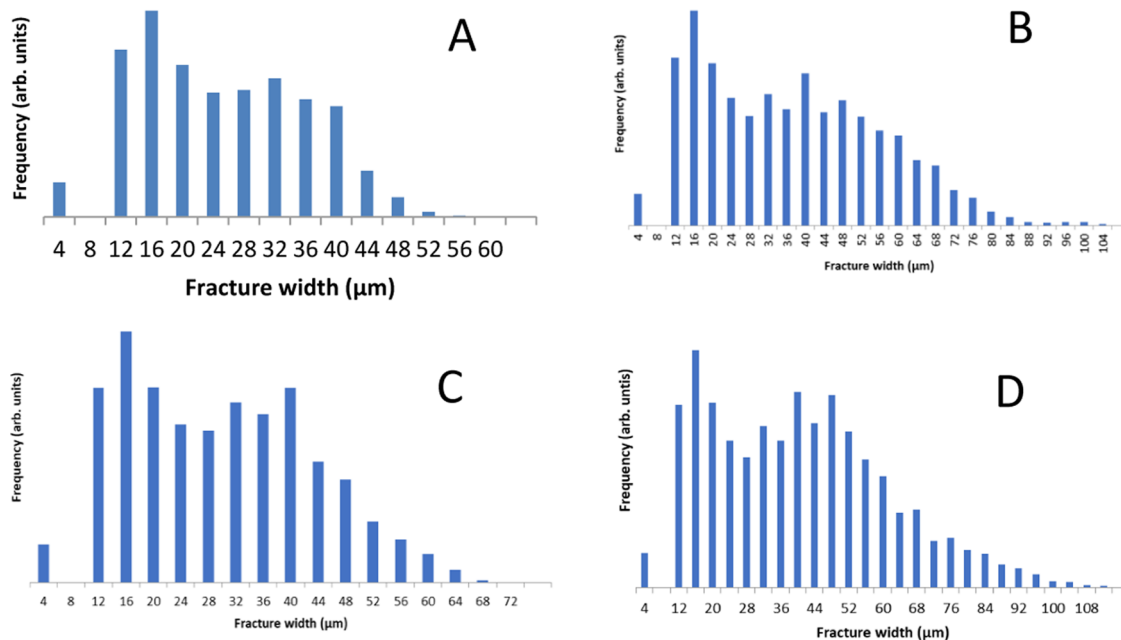 A
Frequency (arb. units)
4 8 12 16 20 24 28 32 36 40 44 48 52 56 60
Fracture width (µm)
B
Frequency (arb. units)
4 8 12 16 20 24 28 32 36 40 44 48 52 56 60 64 68 72 76 80 84 88 92 96 100 104
Fracture width (µm)
C
Frequency (arb. units)
4 8 12 16 20 24 28 32 36 40 44 48 52 56 60 64 68 72
Fracture width (µm)
D
Frequency (arb. untis)
4 12 20 28 36 44 52 60 68 76 84 92 100 108
Fracture width (µm)